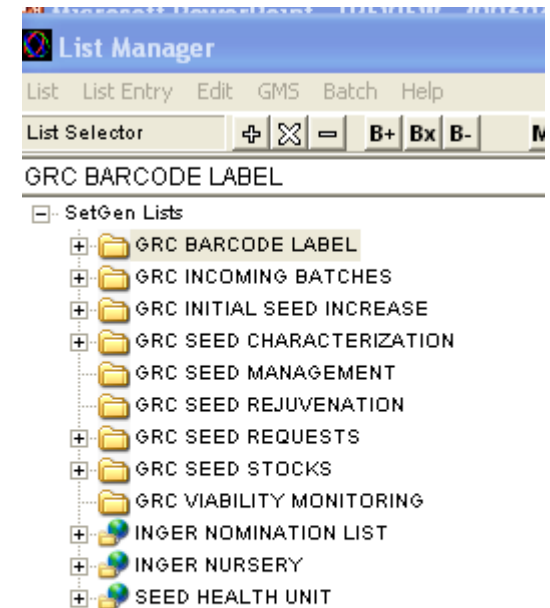 List Manager
List List Entry Edit GMS Batch Help
List Selector B+ Bx B-
GRC BARCODE LABEL
SetGen Lists
GRC BARCODE LABEL
GRC INCOMING BATCHES
GRC INITIAL SEED INCREASE
GRC SEED CHARACTERIZATION
GRC SEED MANAGEMENT
GRC SEED REJUVENATION
GRC SEED REQUESTS
GRC SEED STOCKS
GRC VIABILITY MONITORING
INGER NOMINATION LIST
INGER NURSERY
SEED HEALTH UNIT